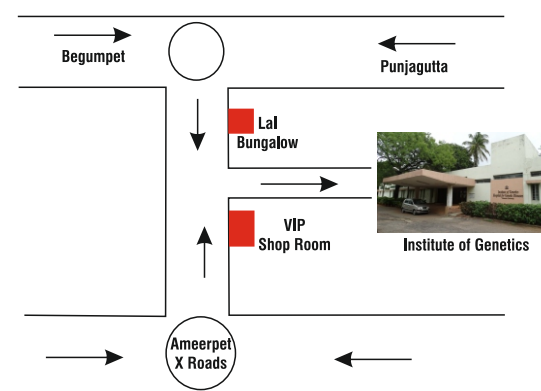 Begumpet
Punjagutta
Lal
Bungalow
VIP
Shop Room
Institute of Genetics
Ameerpet
X Roads